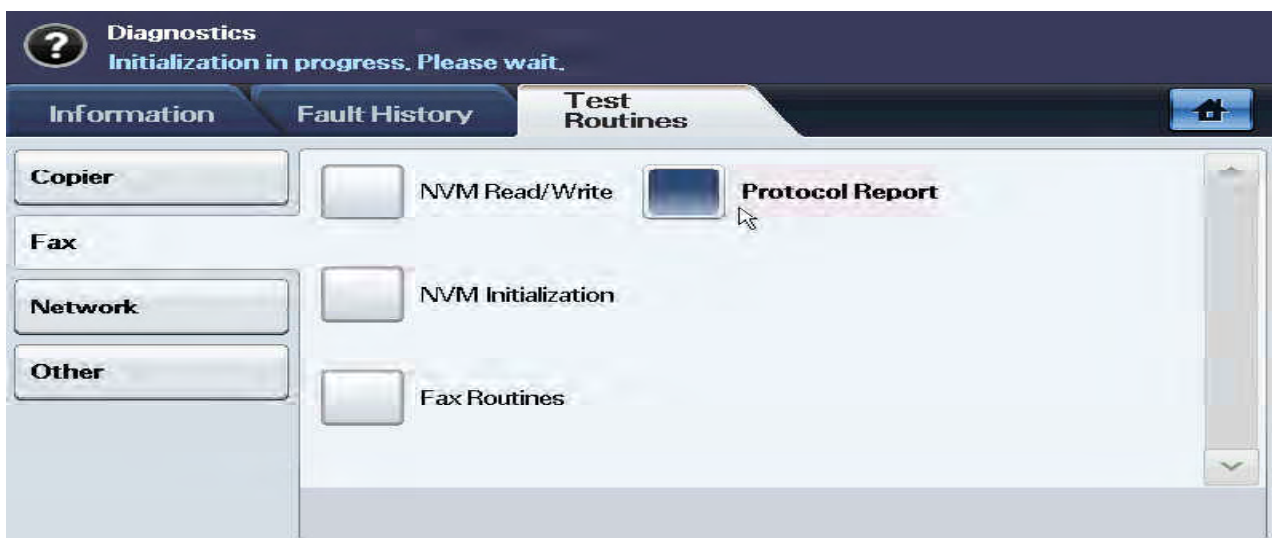 Diagnostics
Initialization in progress. Please wait.
Information
Fault History
Test
Routines
Copier
Fax
Network
Other
NVM Read/Write
Protocol Report
NVM Initialization
Fax Routines